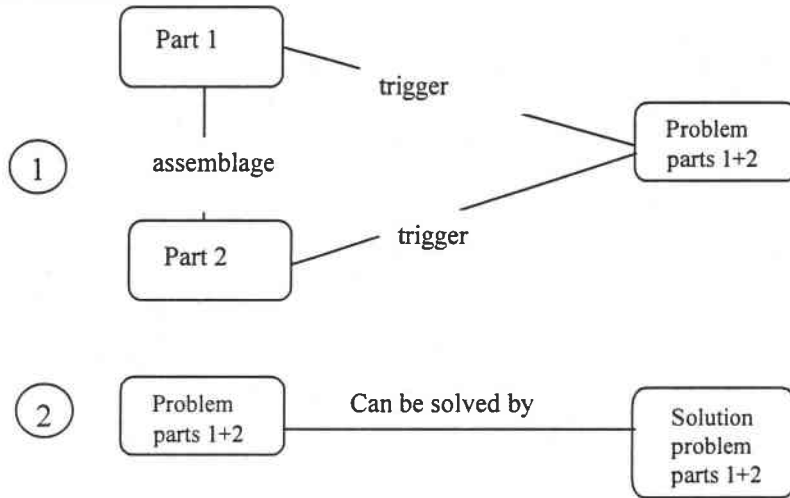 Part 1
trigger
Problem
parts 1+2
1
assemblage
Part 2
trigger
2
Problem
parts 1+2
Can be solved by
Solution
problem
parts 1+2